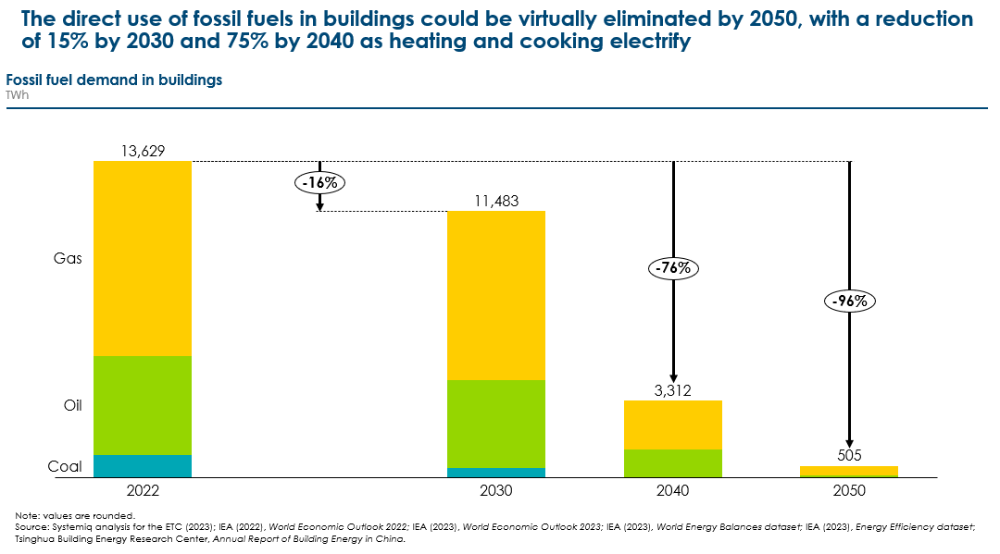 The direct use of fossil fuels in buildings could be virtually eliminated by 2050, with a reduction
of 15% by 2030 and 75% by 2040 as heating and cooking electrify
Fossil fuel demand in buildings
TWh
13,629
-16%
11,483
Gas
-76%
-96%
3,312
Oil
505
Coal
2022
2030
2040
2050
Note: values are rounded.
Source: Systemiq analysis for the ETC (2023); IEA (2022), World Economic Outlook 2022; IEA (2023), World Economic Outlook 2023; IEA (2023), World Energy Balances dataset; IEA (2023), Energy Efficiency dataset;
Tsinghua Building Energy Research Center, Annual Report of Building Energy in China.